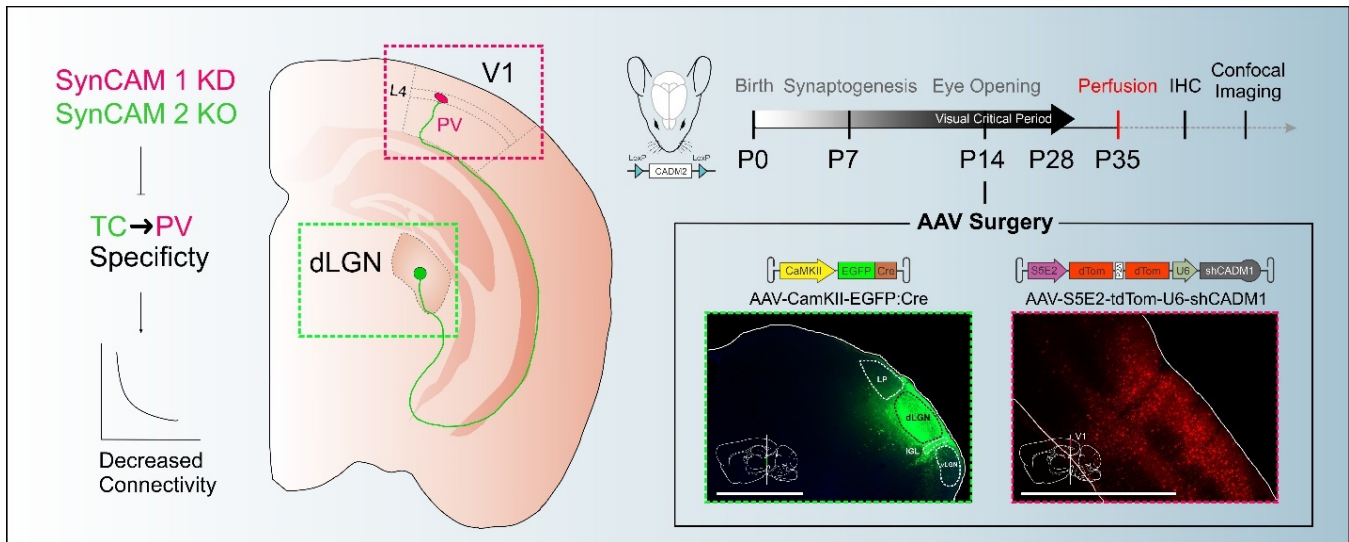 SynCAM 1 KD
SynCAM 2 KO
TC➔PV
Specificty
Decreased
Connectivity
V1
L4
PV
dLGN
LoxP LoxP
CADM2
Birth Synaptogenesis Eye Opening Perfusion IHC Confocal
Imaging
Visual Critical Period
P0 P7 P14 P28 P35
AAV Surgery
CaMKII EGFP Cre
AAV-CamKII-EGFP:Cre
LP
dLGN
IGL
vLGN
S5E2 dTom dTom U6 shCADM1
AAV-S5E2-tdTom-U6-shCADM1
V1